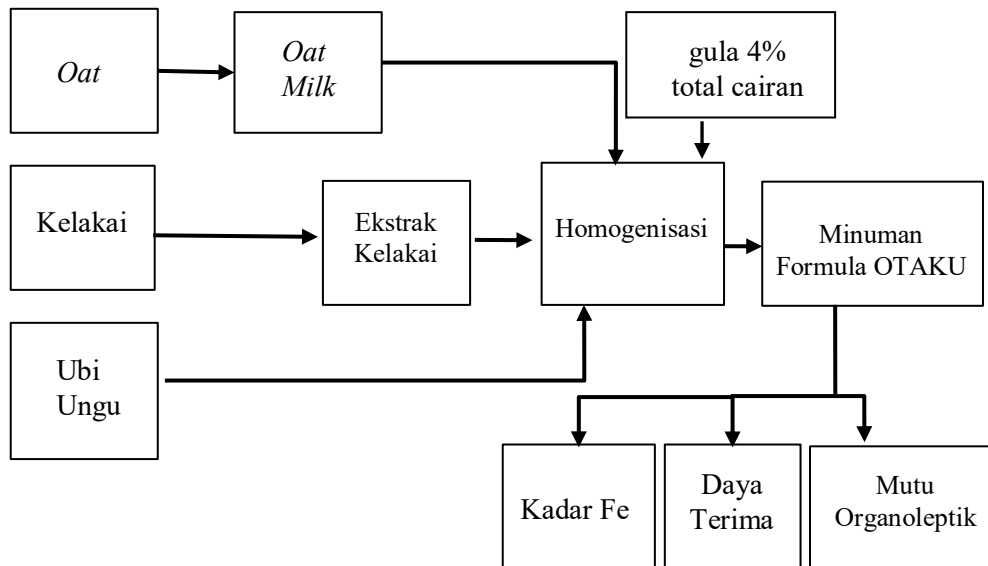 Oat
Oat
Milk
gula 4%
total cairan
Kelakai
Ekstrak
Kelakai
Homogenisasi
Minuman
Formula OTAKU
Ubi
Ungu
Kadar Fe
Daya
Terima
Mutu
Organoleptik